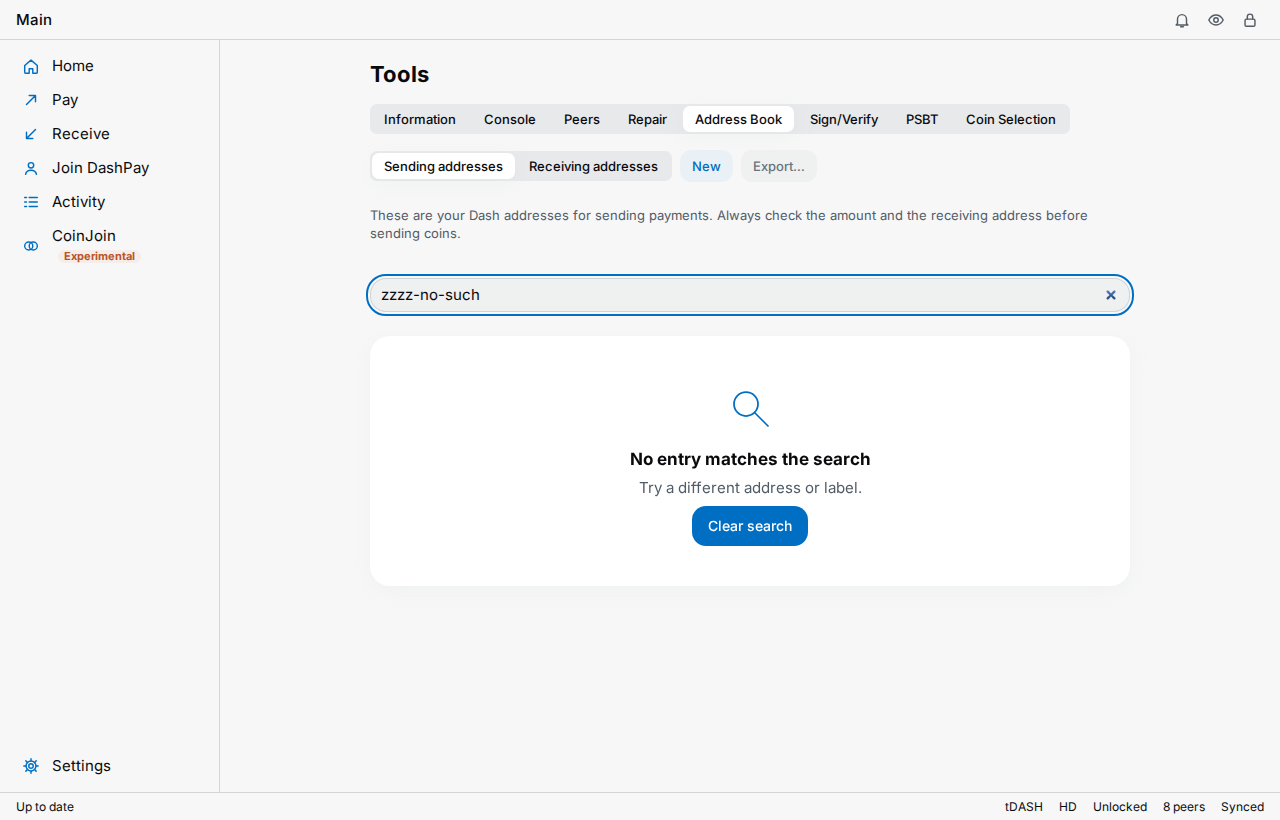 Main
Home
Pay
Receive
Join DashPay
Activity
CoinJoin
Experimental
Settings
Tools
Information Console Peers Repair Address Book Sign/Verify PSBT Coin Selection
Sending addresses Receiving addresses New Export...
These are your Dash addresses for sending payments. Always check the amount and the receiving address before
sending coins.
zzzz-no-such
No entry matches the search
Try a different address or label.
Clear search
Up to date tDASH HD Unlocked 8 peers Synced